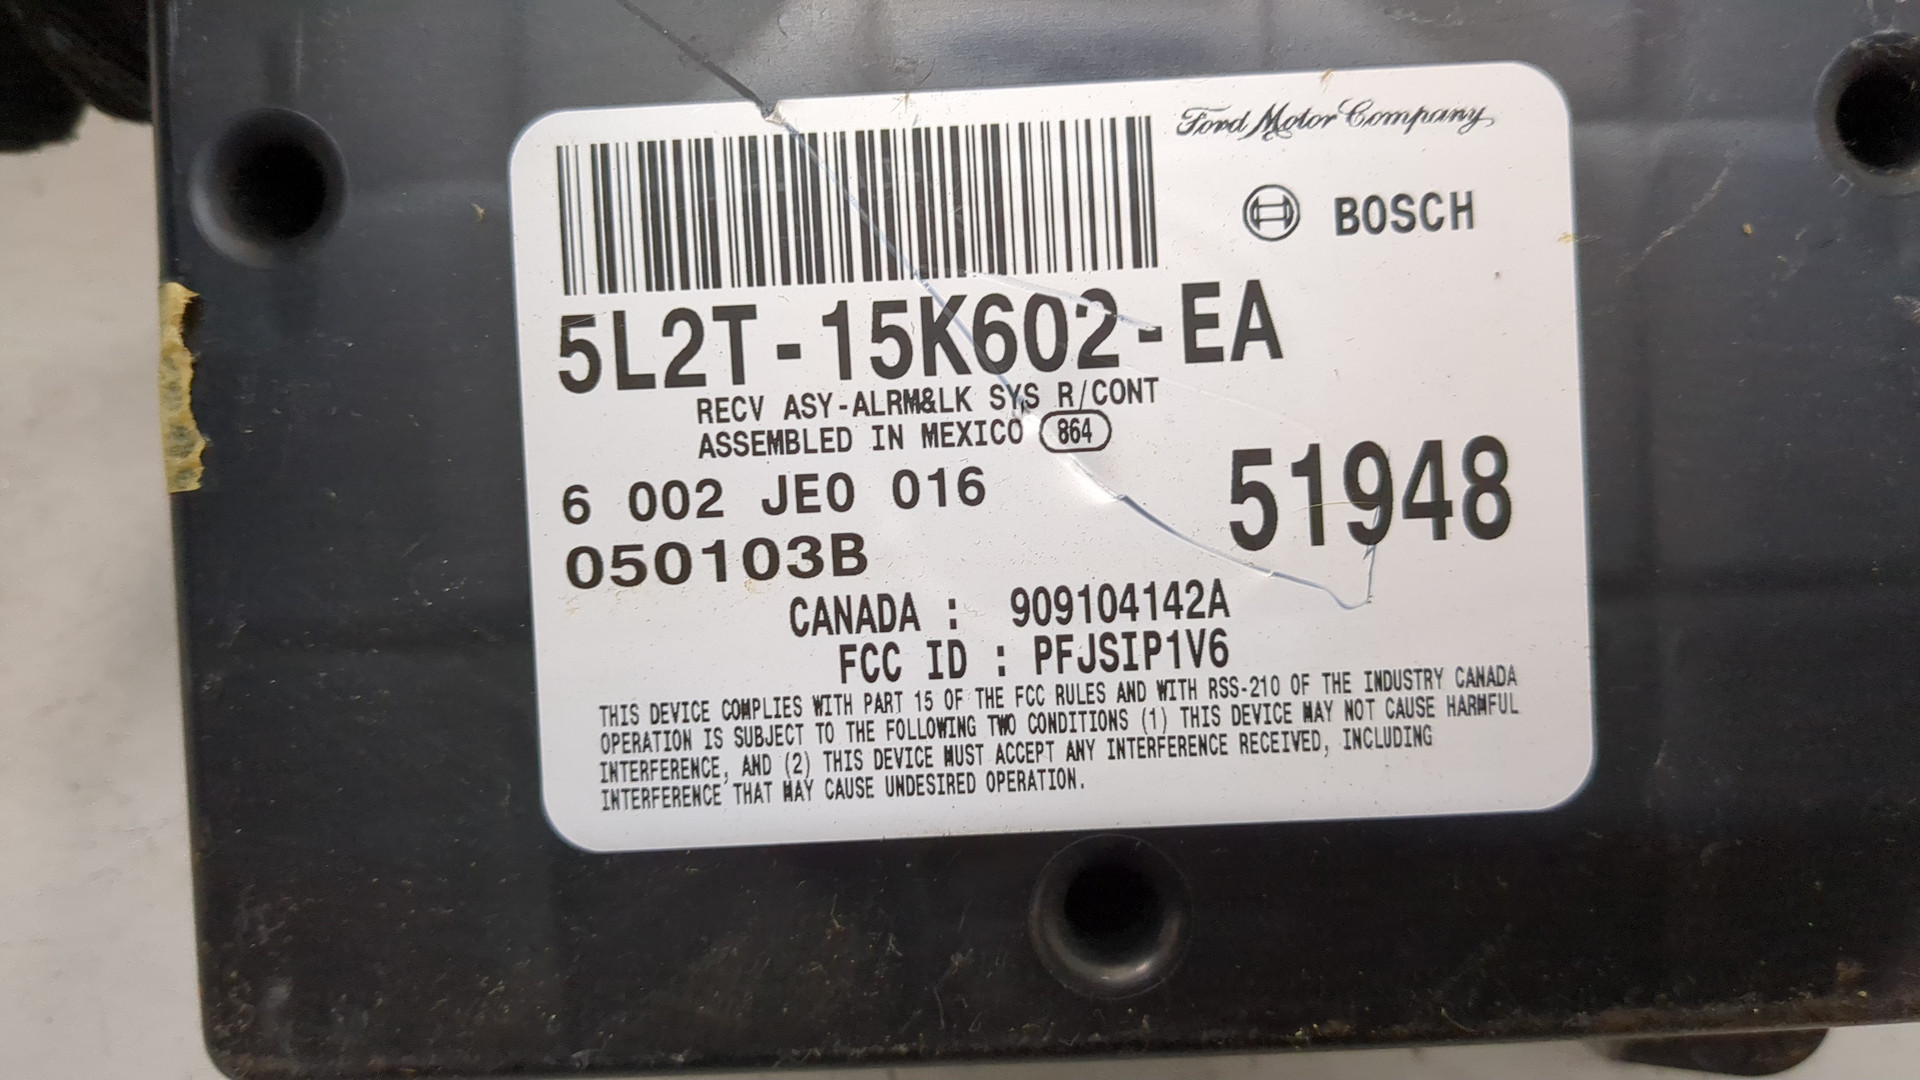 Ford Motor Company
BOSCH
5L2T-15K602-EA
RECV ASY-ALRM&LK SYS R/CONT
ASSEMBLED IN MEXICO 864
6 002 JE0 016
51948
050103B
CANADA : 909104142A
FCC ID : PFJSIP1V6
THIS DEVICE COMPLIES WITH PART 15 OF THE FCC RULES AND WITH RSS-210 OF THE INDUSTRY CANADA
OPERATION IS SUBJECT TO THE FOLLOWING TWO CONDITIONS (1) THIS DEVICE MAY NOT CAUSE HARMFUL
INTERFERENCE, AND (2) THIS DEVICE MUST ACCEPT ANY INTERFERENCE RECEIVED, INCLUDING
INTERFERENCE THAT MAY CAUSE UNDESIRED OPERATION.